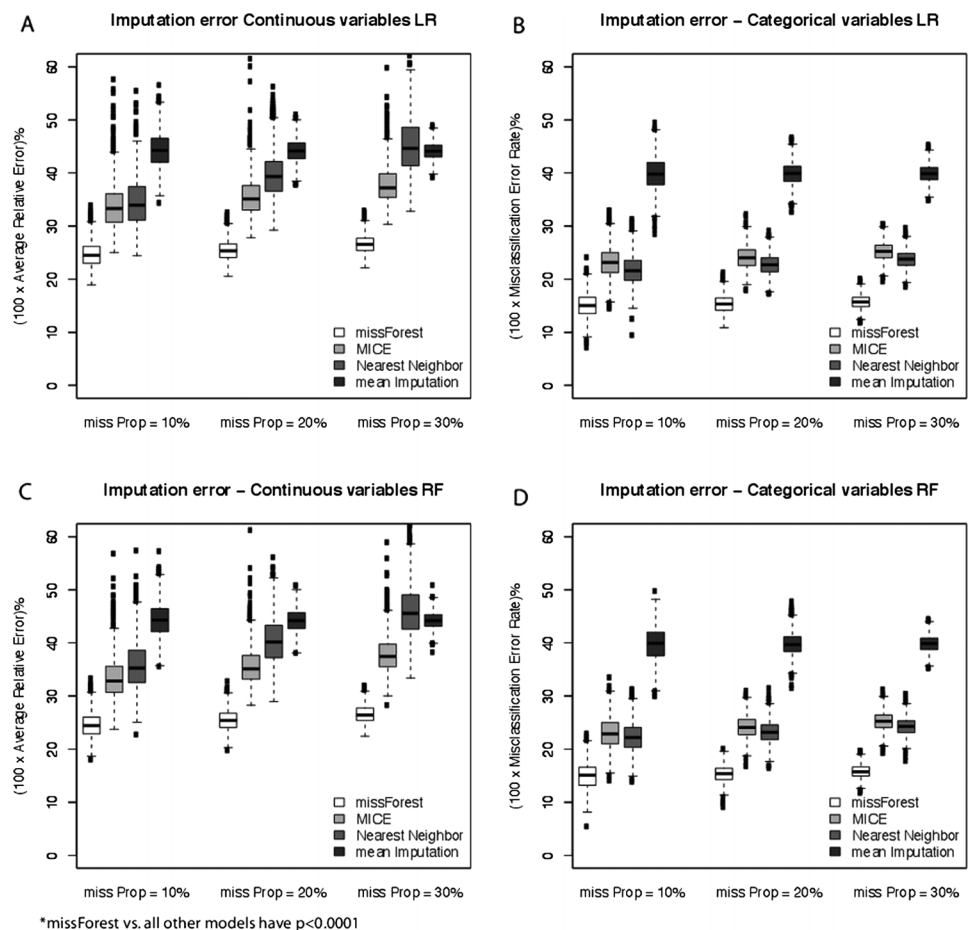 A
Imputation error Continuous variables LR
(100 x Average Relative Error)%
60
50
40
30
20
10
0
missForest
MICE
Nearest Neighbor
mean Imputation
miss Prop = 10%
miss Prop = 20%
miss Prop = 30%
B
Imputation error – Categorical variables LR
(100 x Misclassification Error Rate)%
60
50
40
30
20
10
0
missForest
MICE
Nearest Neighbor
mean Imputation
miss Prop = 10%
miss Prop = 20%
miss Prop = 30%
C
Imputation error – Continuous variables RF
(100 x Average Relative Error)%
60
50
40
30
20
10
0
missForest
MICE
Nearest Neighbor
mean Imputation
miss Prop = 10%
miss Prop = 20%
miss Prop = 30%
D
Imputation error – Categorical variables RF
(100 x Misclassification Error Rate)%
60
50
40
30
20
10
0
missForest
MICE
Nearest Neighbor
mean Imputation
miss Prop = 10%
miss Prop = 20%
miss Prop = 30%
*missForest vs. all other models have p<0.0001